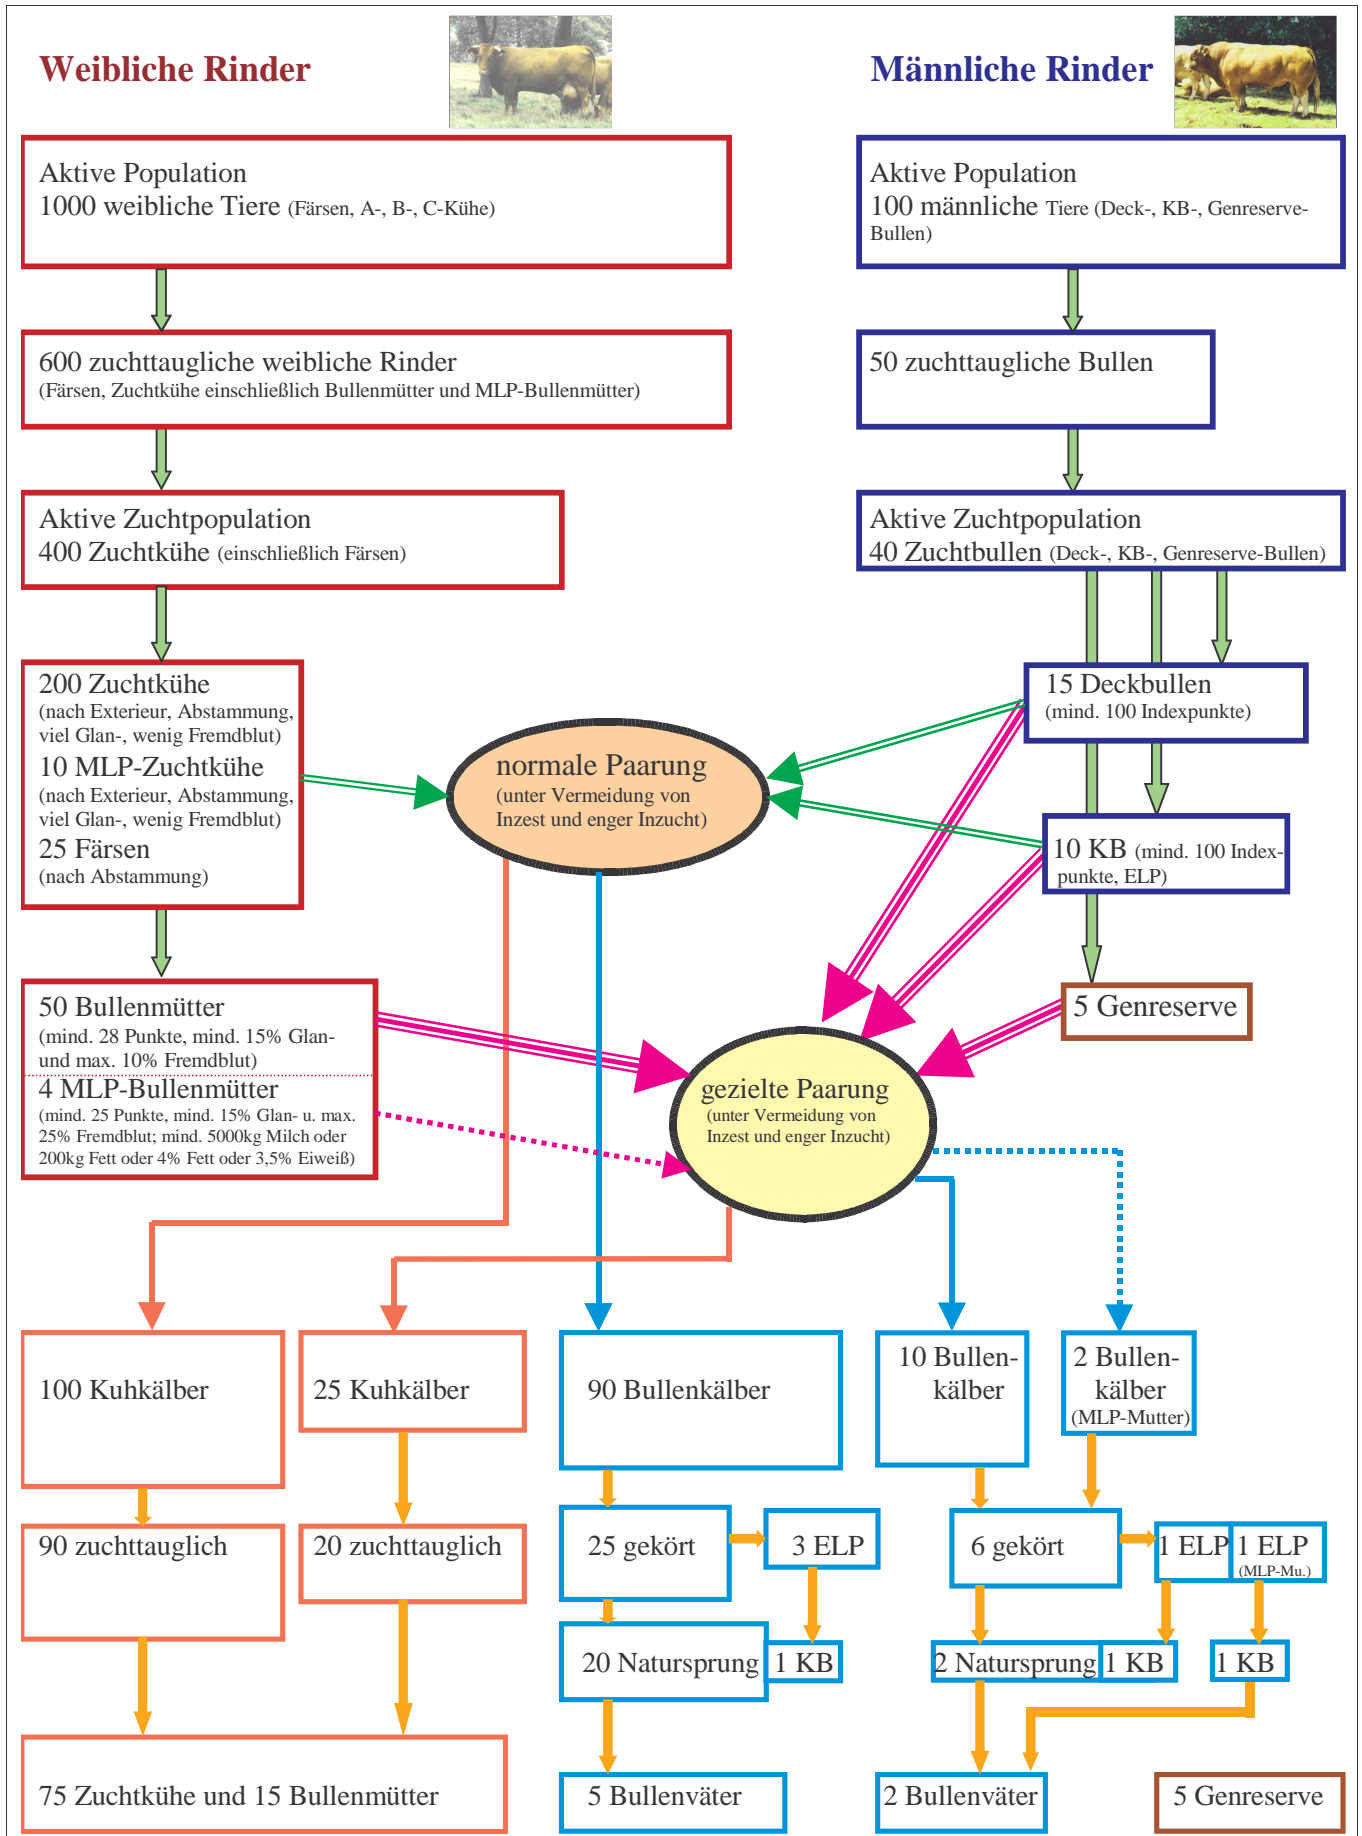 Weibliche Rinder
Männliche Rinder
Aktive Population
1000 weibliche Tiere (Färsen, A-, B-, C-Kühe)
Aktive Population
100 männliche Tiere (Deck-, KB-, Genreserve-
Bullen)
600 zuchttaugliche weibliche Rinder
(Färsen, Zuchtkühe einschließlich Bullenmütter und MLP-Bullenmütter)
50 zuchttaugliche Bullen
Aktive Zuchtpopulation
400 Zuchtkühe (einschließlich Färsen)
Aktive Zuchtpopulation
40 Zuchtbullen (Deck-, KB-, Genreserve-Bullen)
200 Zuchtkühe
(nach Exterieur, Abstammung,
viel Glan-, wenig Fremdblut)
10 MLP-Zuchtkühe
(nach Exterieur, Abstammung,
viel Glan-, wenig Fremdblut)
25 Färsen
(nach Abstammung)
normale Paarung
(unter Vermeidung von
Inzest und enger Inzucht)
15 Deckbullen
(mind. 100 Indexpunkte)
10 KB (mind. 100 Index-
punkte, ELP)
5 Genreserve
50 Bullenmütter
(mind. 28 Punkte, mind. 15% Glan-
und max. 10% Fremdblut)
4 MLP-Bullenmütter
(mind. 25 Punkte, mind. 15% Glan- u. max.
25% Fremdblut; mind. 5000kg Milch oder
200kg Fett oder 4% Fett oder 3,5% Eiweiß)
gezielte Paarung
(unter Vermeidung von
Inzest und enger Inzucht)
100 Kuhkälber
25 Kuhkälber
90 Bullenkälber
10 Bullen-
kälber
2 Bullen-
kälber
(MLP-Mutter)
90 zuchttauglich
20 zuchttauglich
25 gekört
3 ELP
6 gekört
1 ELP
1 ELP
(MLP-Mu.)
20 Natursprung
1 KB
2 Natursprung
1 KB
1 KB
75 Zuchtkühe und 15 Bullenmütter
5 Bullenväter
2 Bullenväter
5 Genreserve